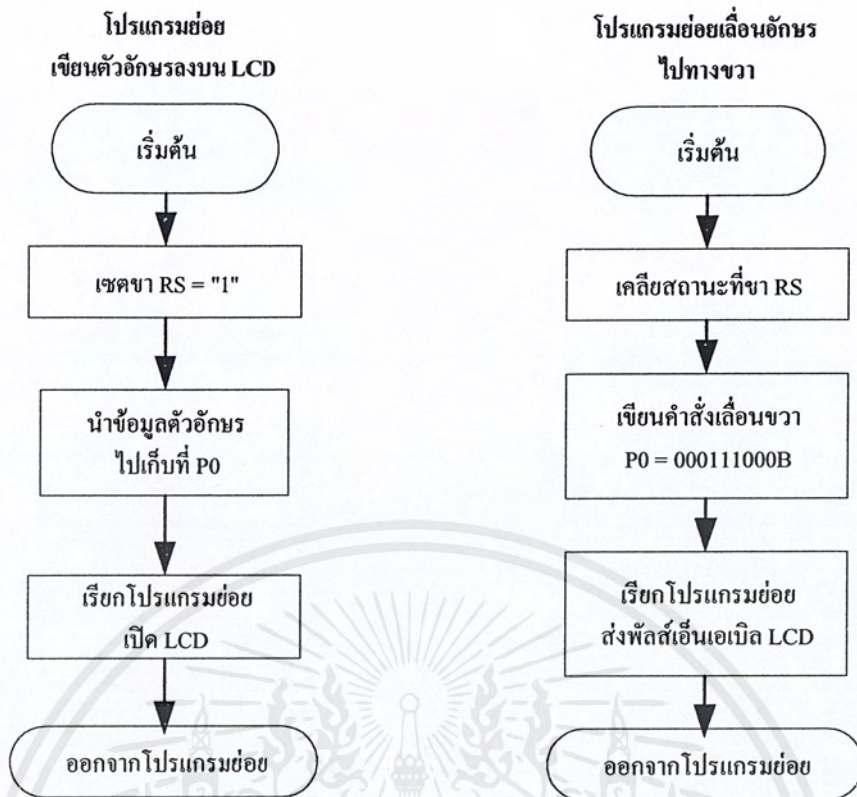 โปรแกรมย่อย
เขียนตัวอักษรลงบน LCD
เริ่มต้น
เซตขา RS = "1"
นำข้อมูลตัวอักษร
ไปเก็บที่ P0
เรียกโปรแกรมย่อย
เปิด LCD
ออกจากโปรแกรมย่อย
โปรแกรมย่อยเลื่อนอักษร
ไปทางขวา
เริ่มต้น
เคลียสถานะที่ขา RS
เขียนคำสั่งเลื่อนขวา
P0 = 000111000B
เรียกโปรแกรมย่อย
ส่งพัลส์เอ็นเอเบิล LCD
ออกจากโปรแกรมย่อย